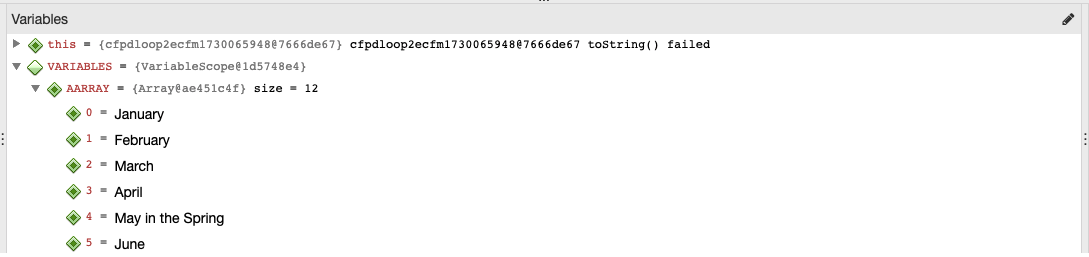 Variables
this = {cfpdloop2ecfm1730065948@7666de67} cfpdloop2ecfm1730065948@7666de67 toString() failed
VARIABLES = {VariableScope@1d5748e4}
AARRAY = {Array@ae451c4f} size = 12
0 = January
1 = February
2 = March
3 = April
4 = May in the Spring
5 = June